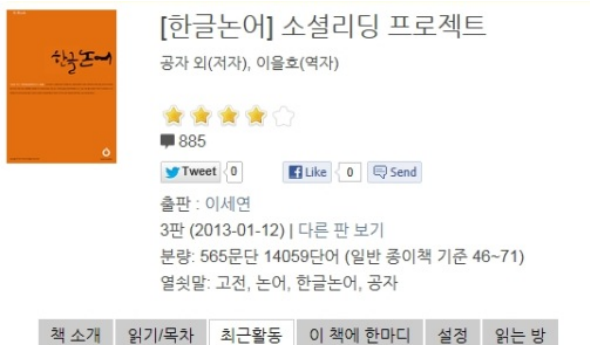 한글논어
[한글논어] 소셜리딩 프로젝트
공자 외(저자), 이을호(역자)
885
Tweet 0 Like 0 Send
출판 : 이세연
3판 (2013-01-12) | 다른 판 보기
분량: 565문단 14059단어 (일반 종이책 기준 46~71)
열쇳말: 고전, 논어, 한글논어, 공자
책 소개 읽기/목차 최근활동 이 책에 한마디 설정 읽는 방